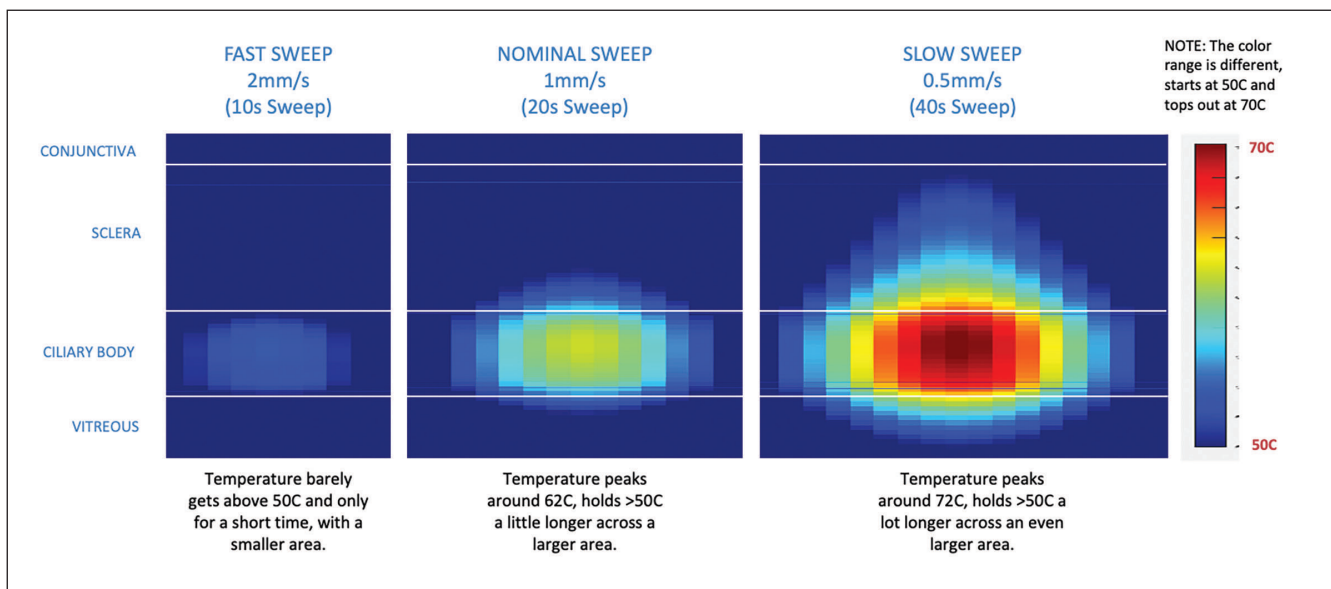 FAST SWEEP
2mm/s
(10s Sweep)
NOMINAL SWEEP
1mm/s
(20s Sweep)
SLOW SWEEP
0.5mm/s
(40s Sweep)
NOTE: The color
range is different,
starts at 50C and
tops out at 70C
CONJUNCTIVA
SCLERA
CILIARY BODY
VITREOUS
70C
50C
Temperature barely
gets above 50C and only
for a short time, with a
smaller area.
Temperature peaks
around 62C, holds >50C
a little longer across a
larger area.
Temperature peaks
around 72C, holds >50C a
lot longer across an even
larger area.